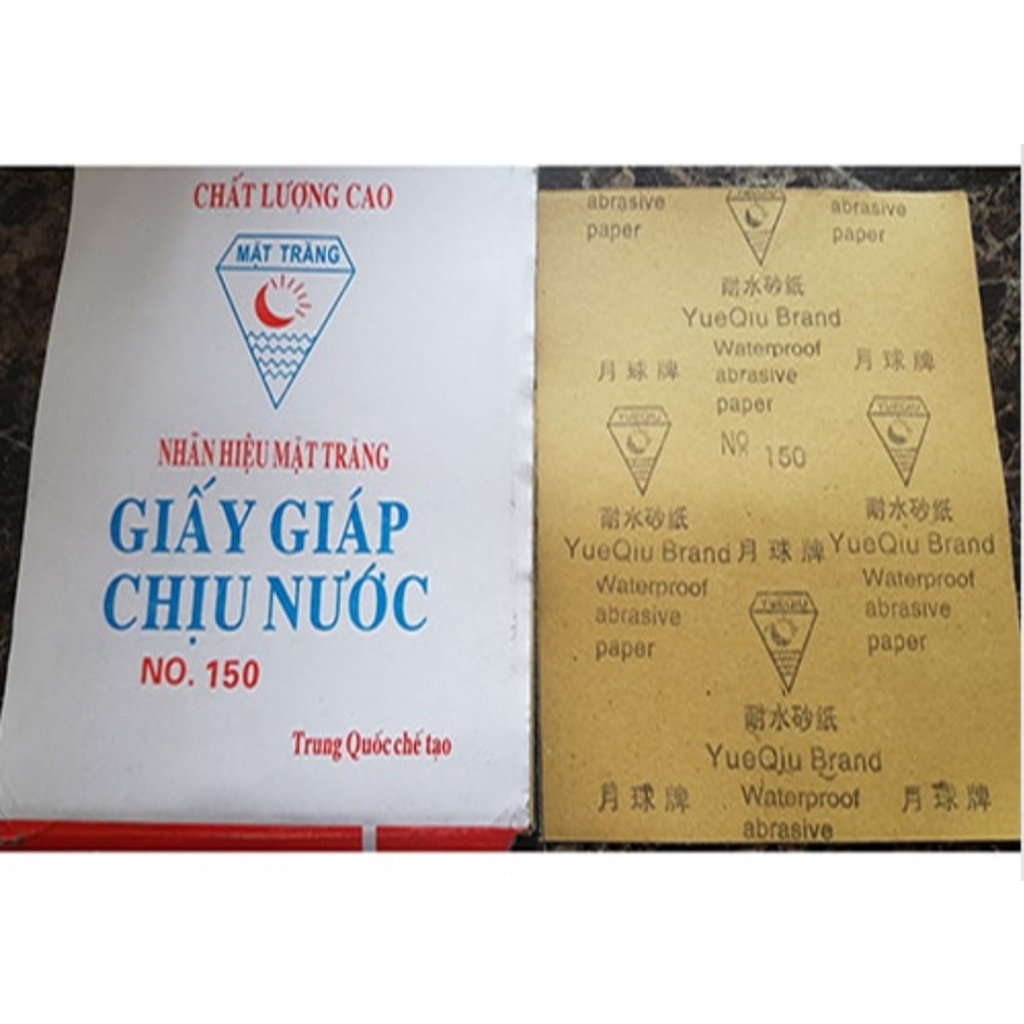 CHẤT LƯỢNG CAO
MẶT TRĂNG
NHÃN HIỆU MẶT TRĂNG
GIẤY GIÁP
CHỊU NƯỚC
NO. 150
Trung Quốc chế tạo
abrasive
paper
abrasive
paper
耐水砂紙
YueQiu Brand
Waterproof
abrasive
paper
月球牌
月球牌
No 150
YUEQIU
YUEQIU
耐水砂紙
YueQiu Brand
Waterproof
abrasive
paper
月球牌
耐水砂紙
YueQiu Brand
Waterproof
abrasive
paper
YUEQIU
耐水砂紙
YueQiu Brand
Waterproof
abrasive
月球牌
月球牌